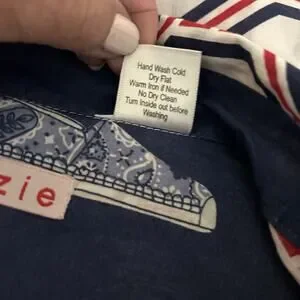 Hand Wash Cold
Dry Flat
Warm Iron if Needed
No Dry Clean
Turn Inside out before
Washing
zie